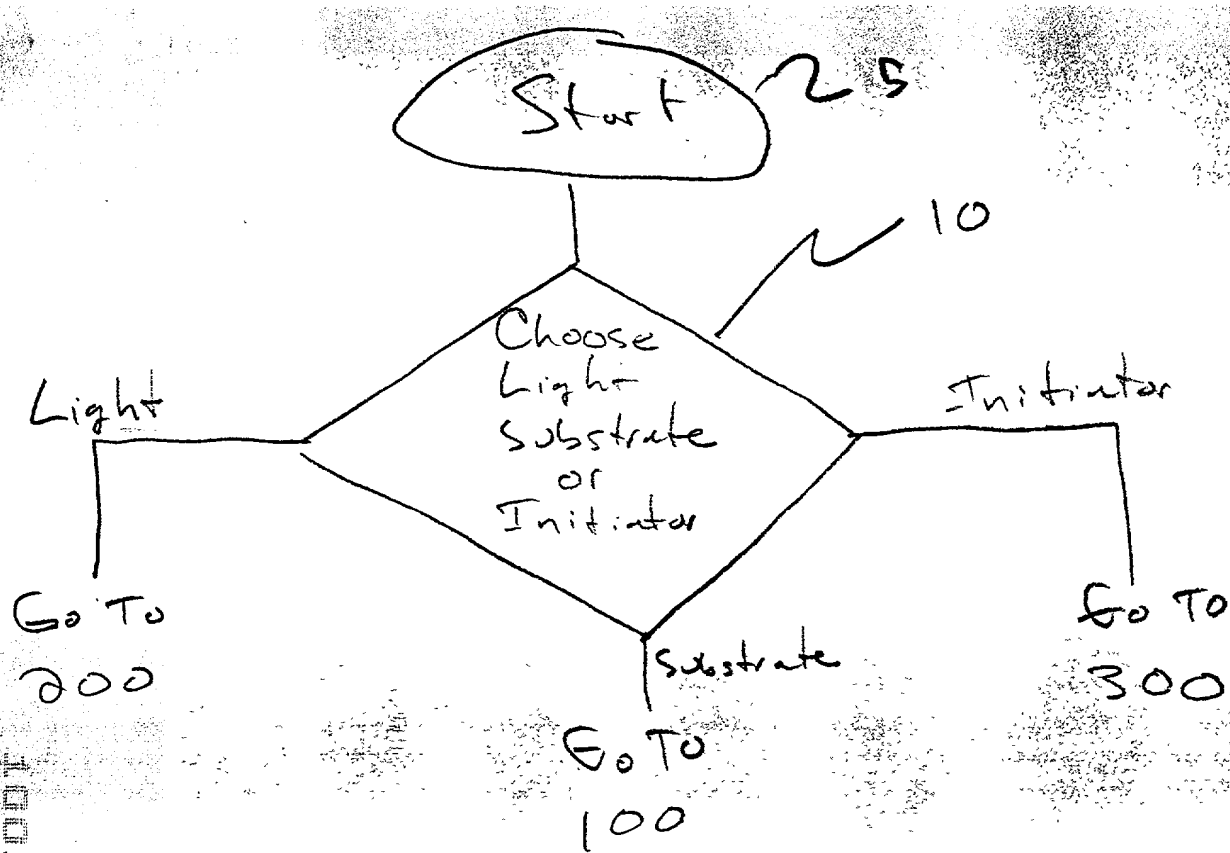 Start
25
10
Choose
Light
Substrate
or
Initiator
Light
Initiator
Go To
200
Substrate
Go To
100
Go To
300